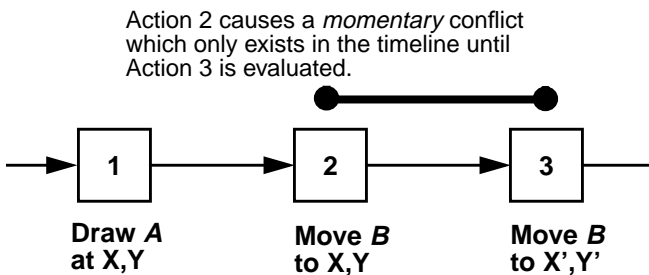 Action 2 causes a momentary conflict
which only exists in the timeline until
Action 3 is evaluated.
1
2
3
Draw A
at X,Y
Move B
to X,Y
Move B
to X',Y'